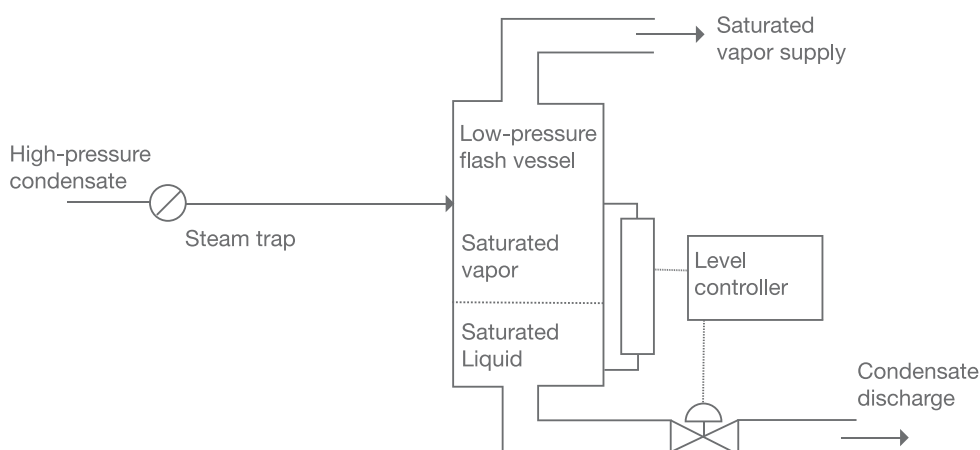 Saturated
vapor supply
Low-pressure
flash vessel
High-pressure
condensate
Steam trap
Saturated
vapor
Level
controller
Saturated
Liquid
Condensate
discharge